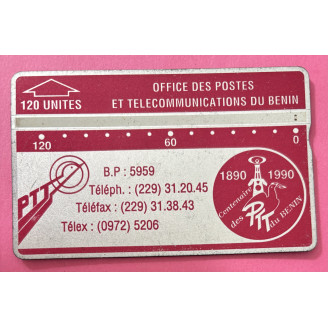 OFFICE DES POSTES
120 UNITES
ET TELECOMMUNICATIONS DU BENIN
120 60 0
PTT
B.P : 5959
Téléph. : (229) 31.20.45
Téléfax : (229) 31.38.43
Télex : (0972) 5206
1890 1990
Centenaire
des PTT
du BENIN